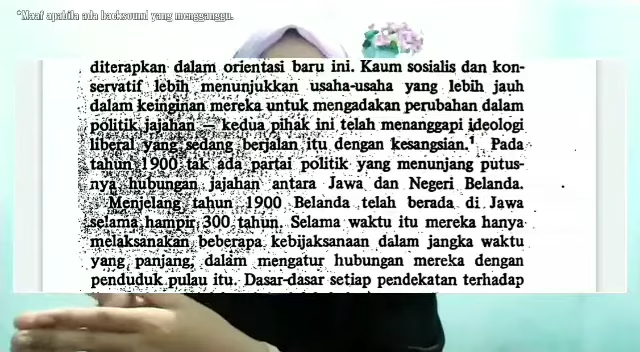 *Maaf apabila ada backsound yang mengganggu.
diterapkan dalam orientasi baru ini. Kaum sosialis dan kon-
servatif lebih menunjukkan usaha-usaha yang lebih jauh
dalam keinginan mereka untuk mengadakan perubahan dalam
politik jajahan — kedua pihak ini telah menanggapi ideologi
liberal yang sedang berjalan itu dengan kesangsian.¹ Pada
tahun 1900 tak ada partai politik yang menunjang putus-
nya hubungan jajahan antara Jawa dan Negeri Belanda.
Menjelang tahun 1900 Belanda telah berada di Jawa
selama hampir 300 tahun. Selama waktu itu mereka hanya
melaksanakan beberapa kebijaksanaan dalam jangka waktu
yang panjang, dalam mengatur hubungan mereka dengan
penduduk pulau itu. Dasar-dasar setiap pendekatan terhadap